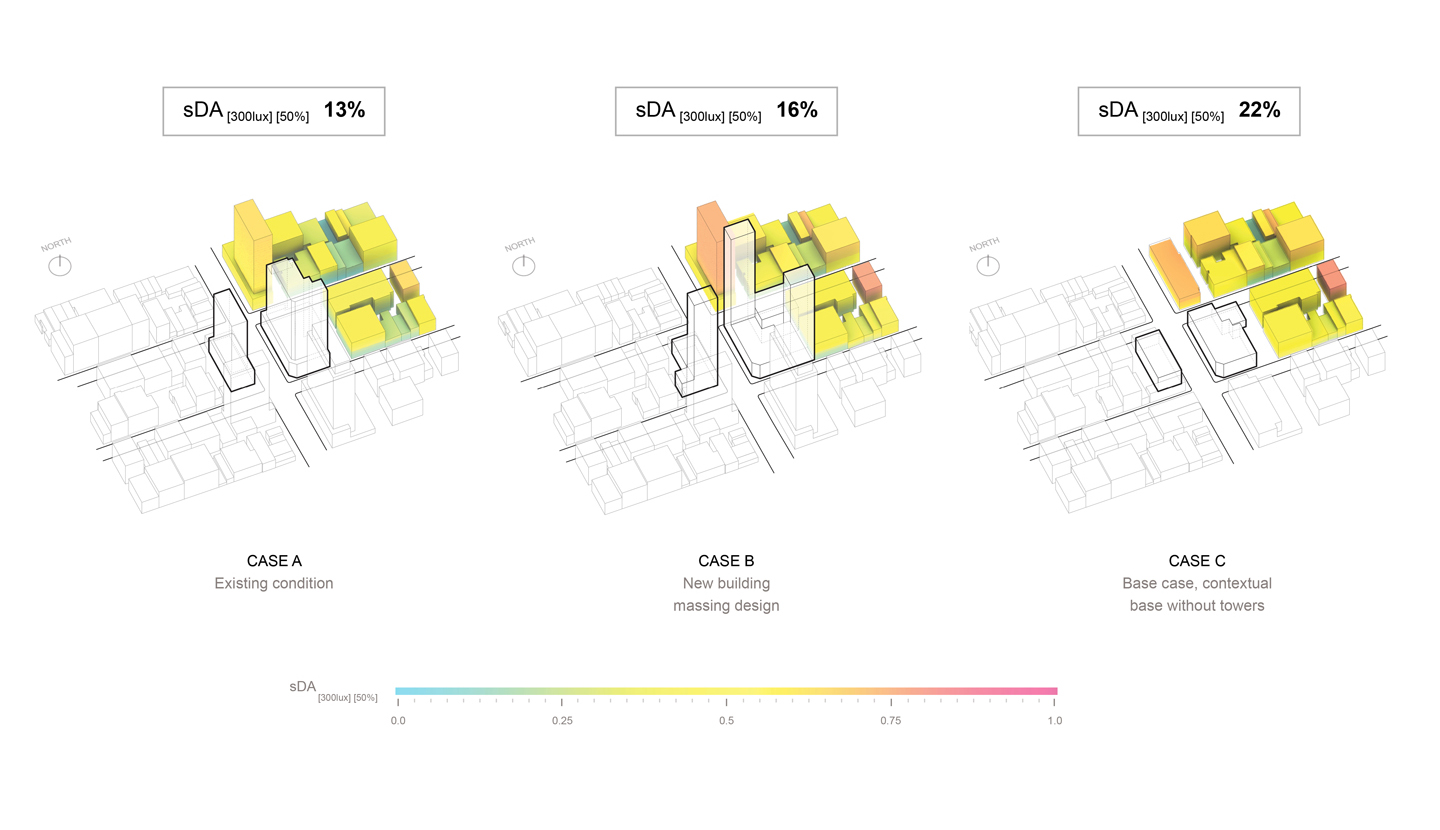 sDA [300lux] [50%] 13%
sDA [300lux] [50%] 16%
sDA [300lux] [50%] 22%
NORTH
NORTH
NORTH
CASE A
Existing condition
CASE B
New building
massing design
CASE C
Base case, contextual
base without towers
sDA [300lux] [50%]
0.0 0.25 0.5 0.75 1.0